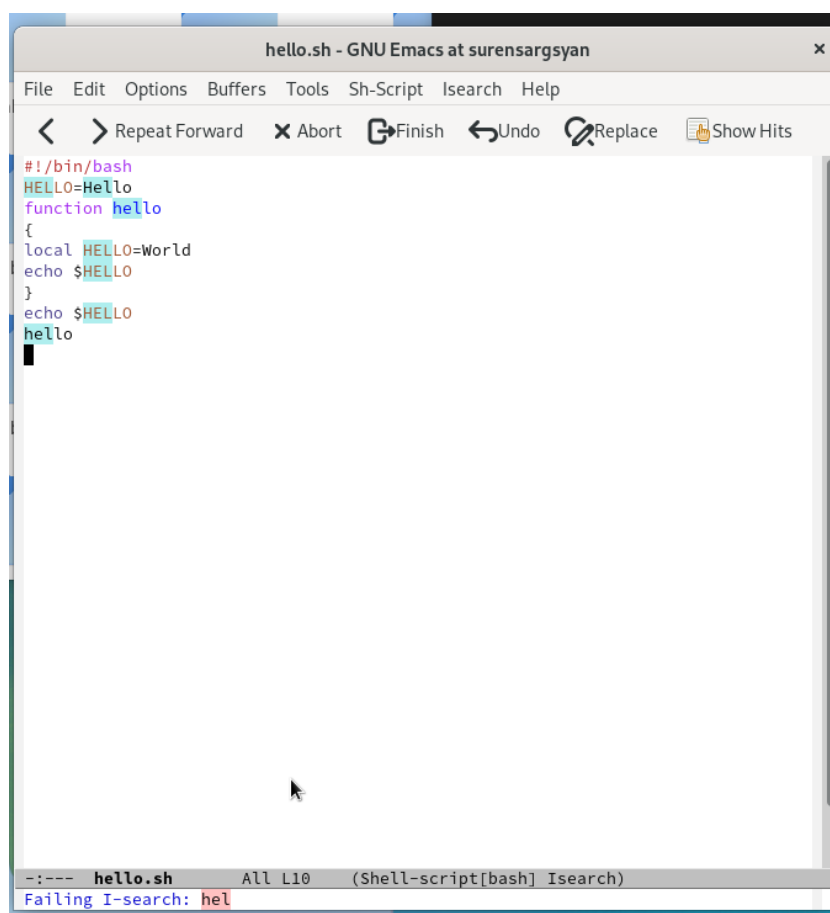 hello.sh - GNU Emacs at surensargsyan ×
File Edit Options Buffers Tools Sh-Script Isearch Help
Repeat Forward Abort Finish Undo Replace Show Hits
#!/bin/bash
HELLO=Hello
function hello
{
local HELLO=World
echo $HELLO
}
echo $HELLO
hello
-:--- hello.sh All L10 (Shell-script[bash] Isearch)
Failing I-search: hel